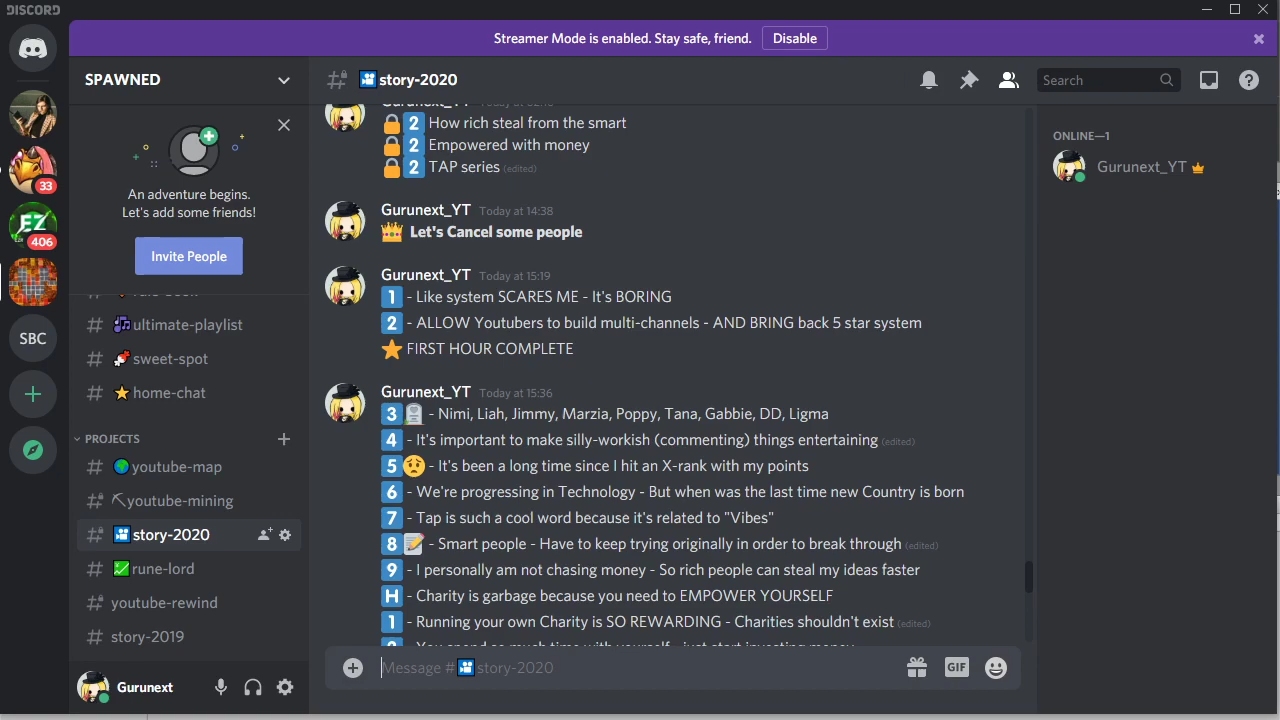 DISCORD
Streamer Mode is enabled. Stay safe, friend. Disable
SPAWNED
33
406
SBC
An adventure begins.
Let's add some friends!
Invite People
ultimate-playlist
sweet-spot
home-chat
PROJECTS
youtube-map
youtube-mining
story-2020
rune-lord
youtube-rewind
story-2019
Gurunext
story-2020
Search
Gurunext_YT
2 How rich steal from the smart
2 Empowered with money
2 TAP series (edited)
Gurunext_YT Today at 14:38
Let's Cancel some people
Gurunext_YT Today at 15:19
1 - Like system SCARES ME - It's BORING
2 - ALLOW Youtubers to build multi-channels - AND BRING back 5 star system
FIRST HOUR COMPLETE
Gurunext_YT Today at 15:36
3 - Nimi, Liah, Jimmy, Marzia, Poppy, Tana, Gabbie, DD, Ligma
4 - It's important to make silly-workish (commenting) things entertaining (edited)
5 - It's been a long time since I hit an X-rank with my points
6 - We're progressing in Technology - But when was the last time new Country is born
7 - Tap is such a cool word because it's related to "Vibes"
8 - Smart people - Have to keep trying originally in order to break through (edited)
9 - I personally am not chasing money - So rich people can steal my ideas faster
H - Charity is garbage because you need to EMPOWER YOURSELF
1 - Running your own Charity is SO REWARDING - Charities shouldn't exist (edited)
Message # story-2020
GIF
ONLINE—1
Gurunext_YT